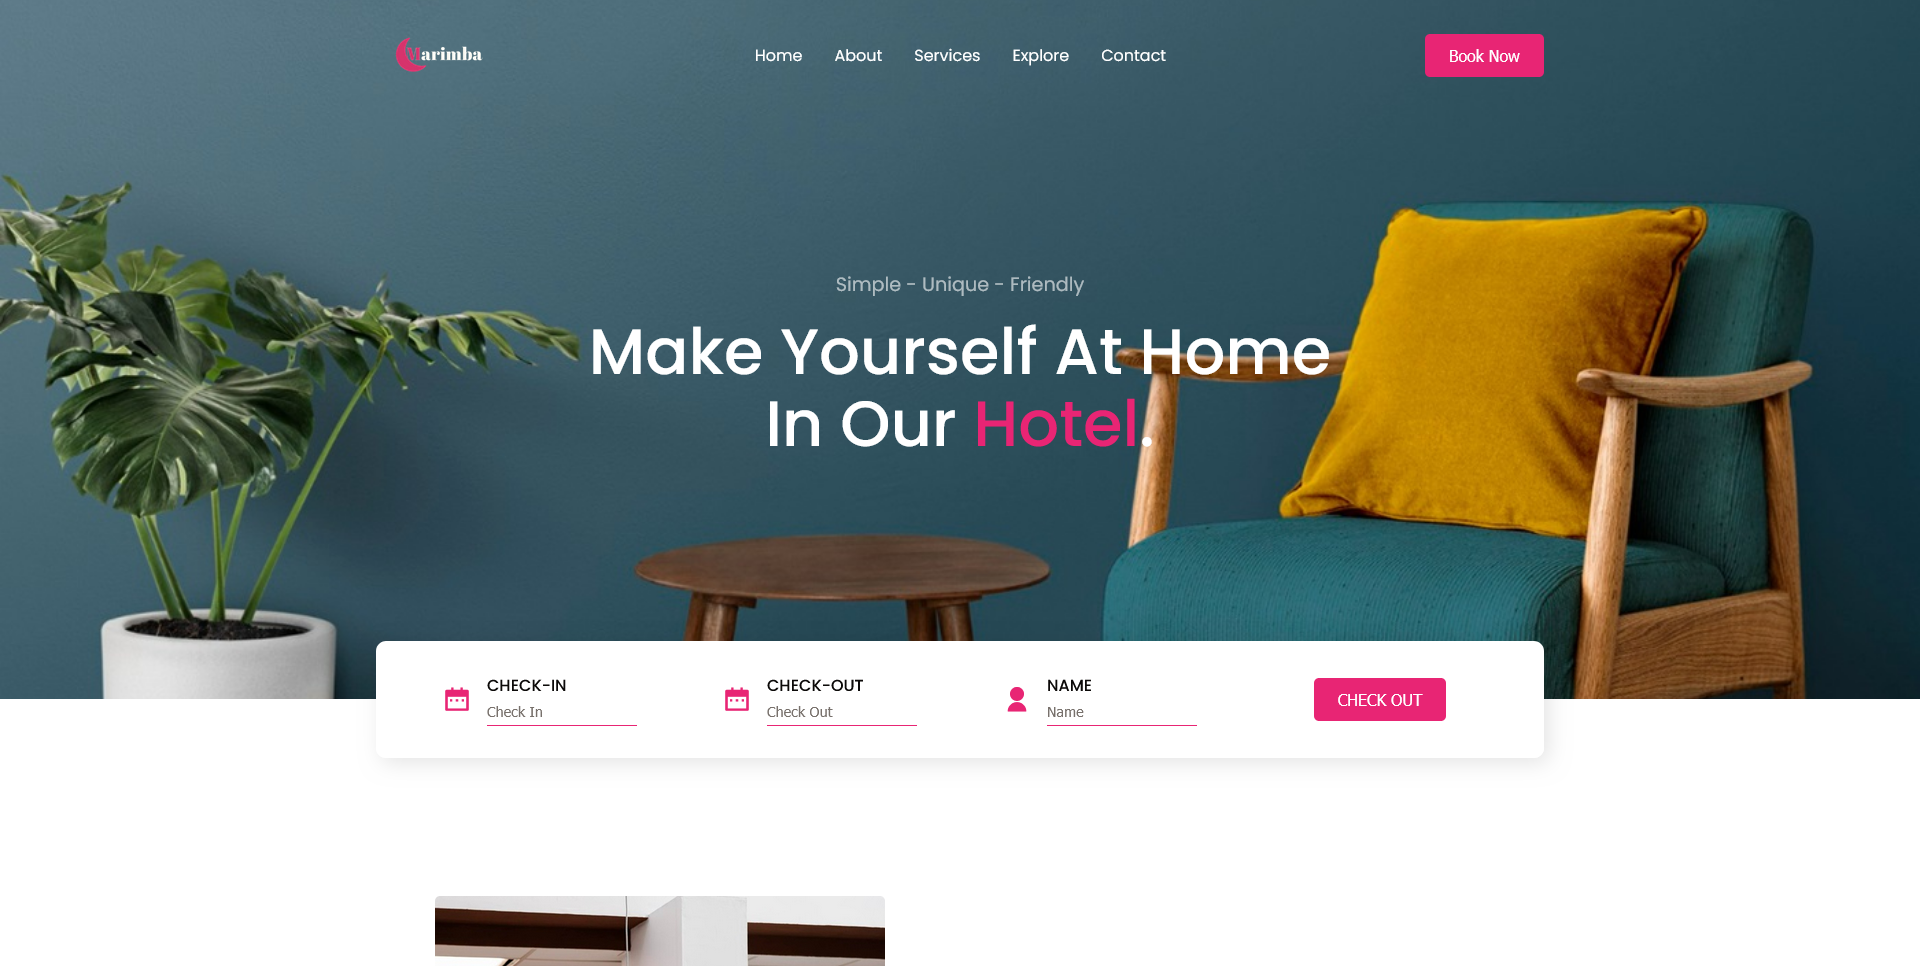 Marimba
Home About Services Explore Contact
Book Now
Simple - Unique - Friendly
Make Yourself At Home
In Our Hotel.
CHECK-IN
Check In
CHECK-OUT
Check Out
NAME
Name
CHECK OUT